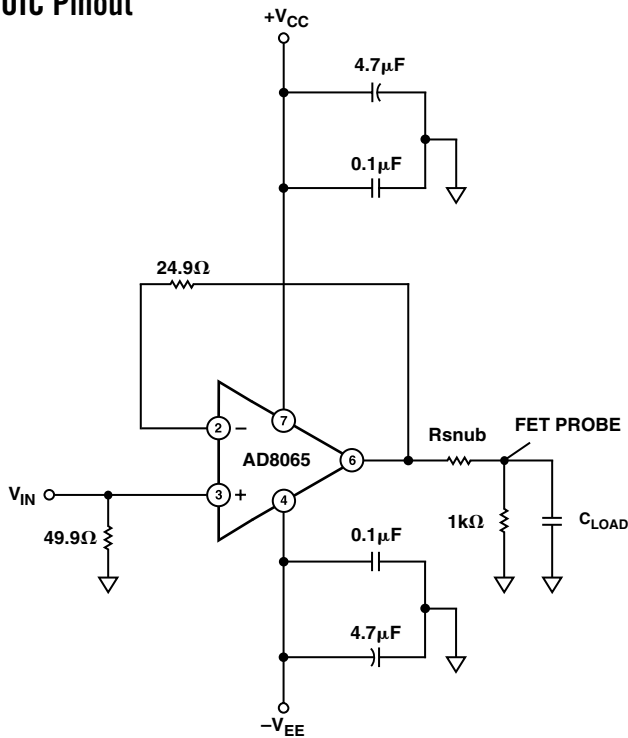 UIC Pinout
+VCC
4.7μF
0.1μF
24.9Ω
7
2
−
AD8065
6
Rsnub
FET PROBE
VIN
3
+
4
49.9Ω
1kΩ
CLOAD
0.1μF
4.7μF
−VEE